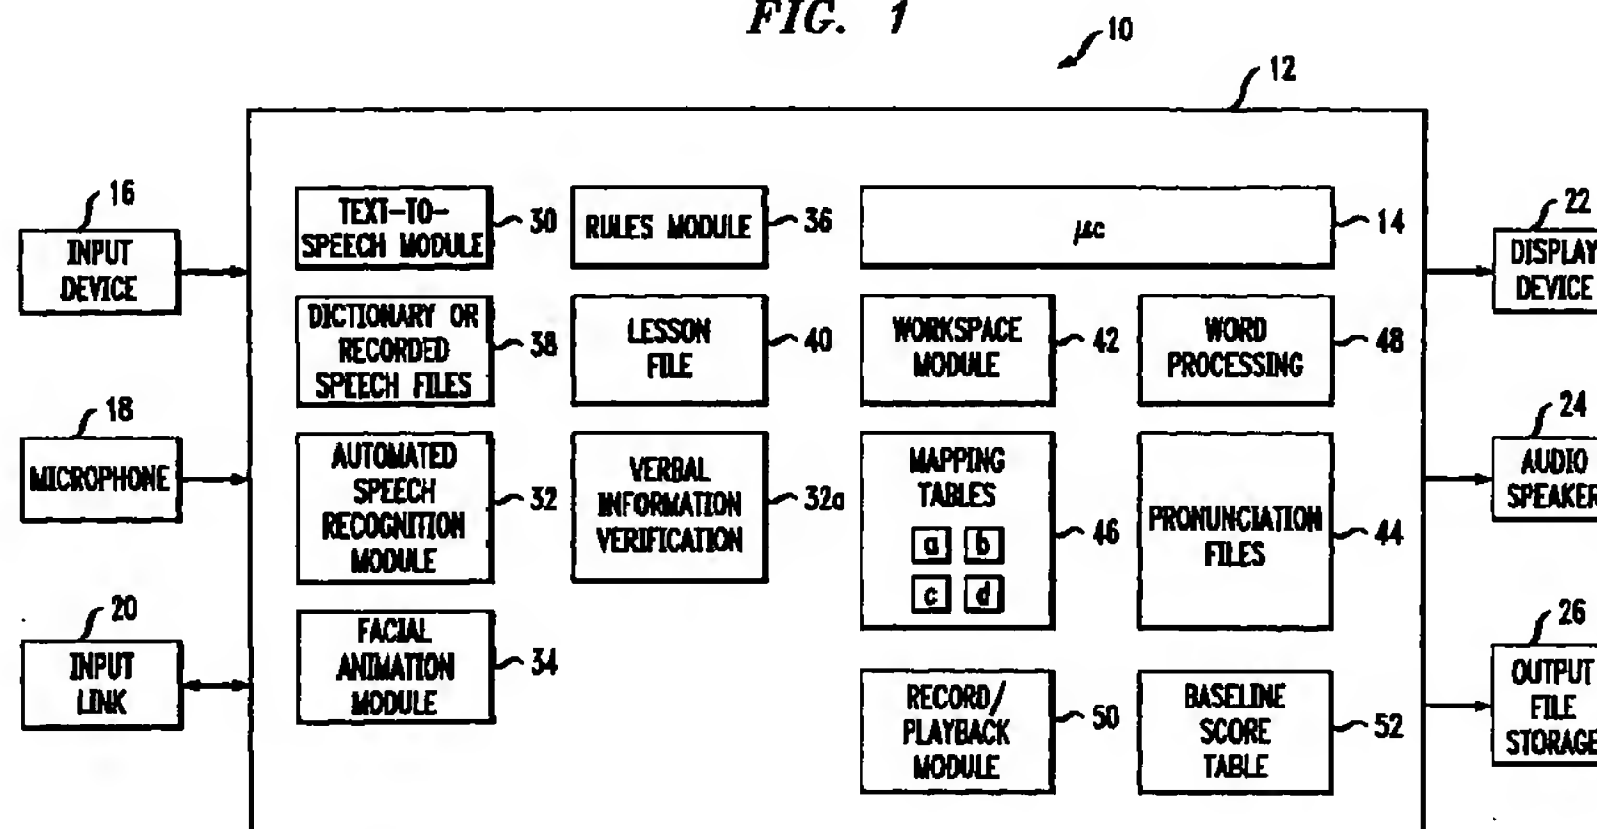 FIG. 1
10
12
16
INPUT
DEVICE
18
MICROPHONE
20
INPUT
LINK
TEXT-TO-
SPEECH MODULE
30
RULES MODULE
36
μc
14
DICTIONARY OR
RECORDED
SPEECH FILES
38
LESSON
FILE
40
WORKSPACE
MODULE
42
WORD
PROCESSING
48
AUTOMATED
SPEECH
RECOGNITION
MODULE
32
VERBAL
INFORMATION
VERIFICATION
32a
MAPPING
TABLES
a b
c d
46
PRONUNCIATION
FILES
44
FACIAL
ANIMATION
MODULE
34
RECORD/
PLAYBACK
MODULE
50
BASELINE
SCORE
TABLE
52
22
DISPLAY
DEVICE
24
AUDIO
SPEAKER
26
OUTPUT
FILE
STORAGE